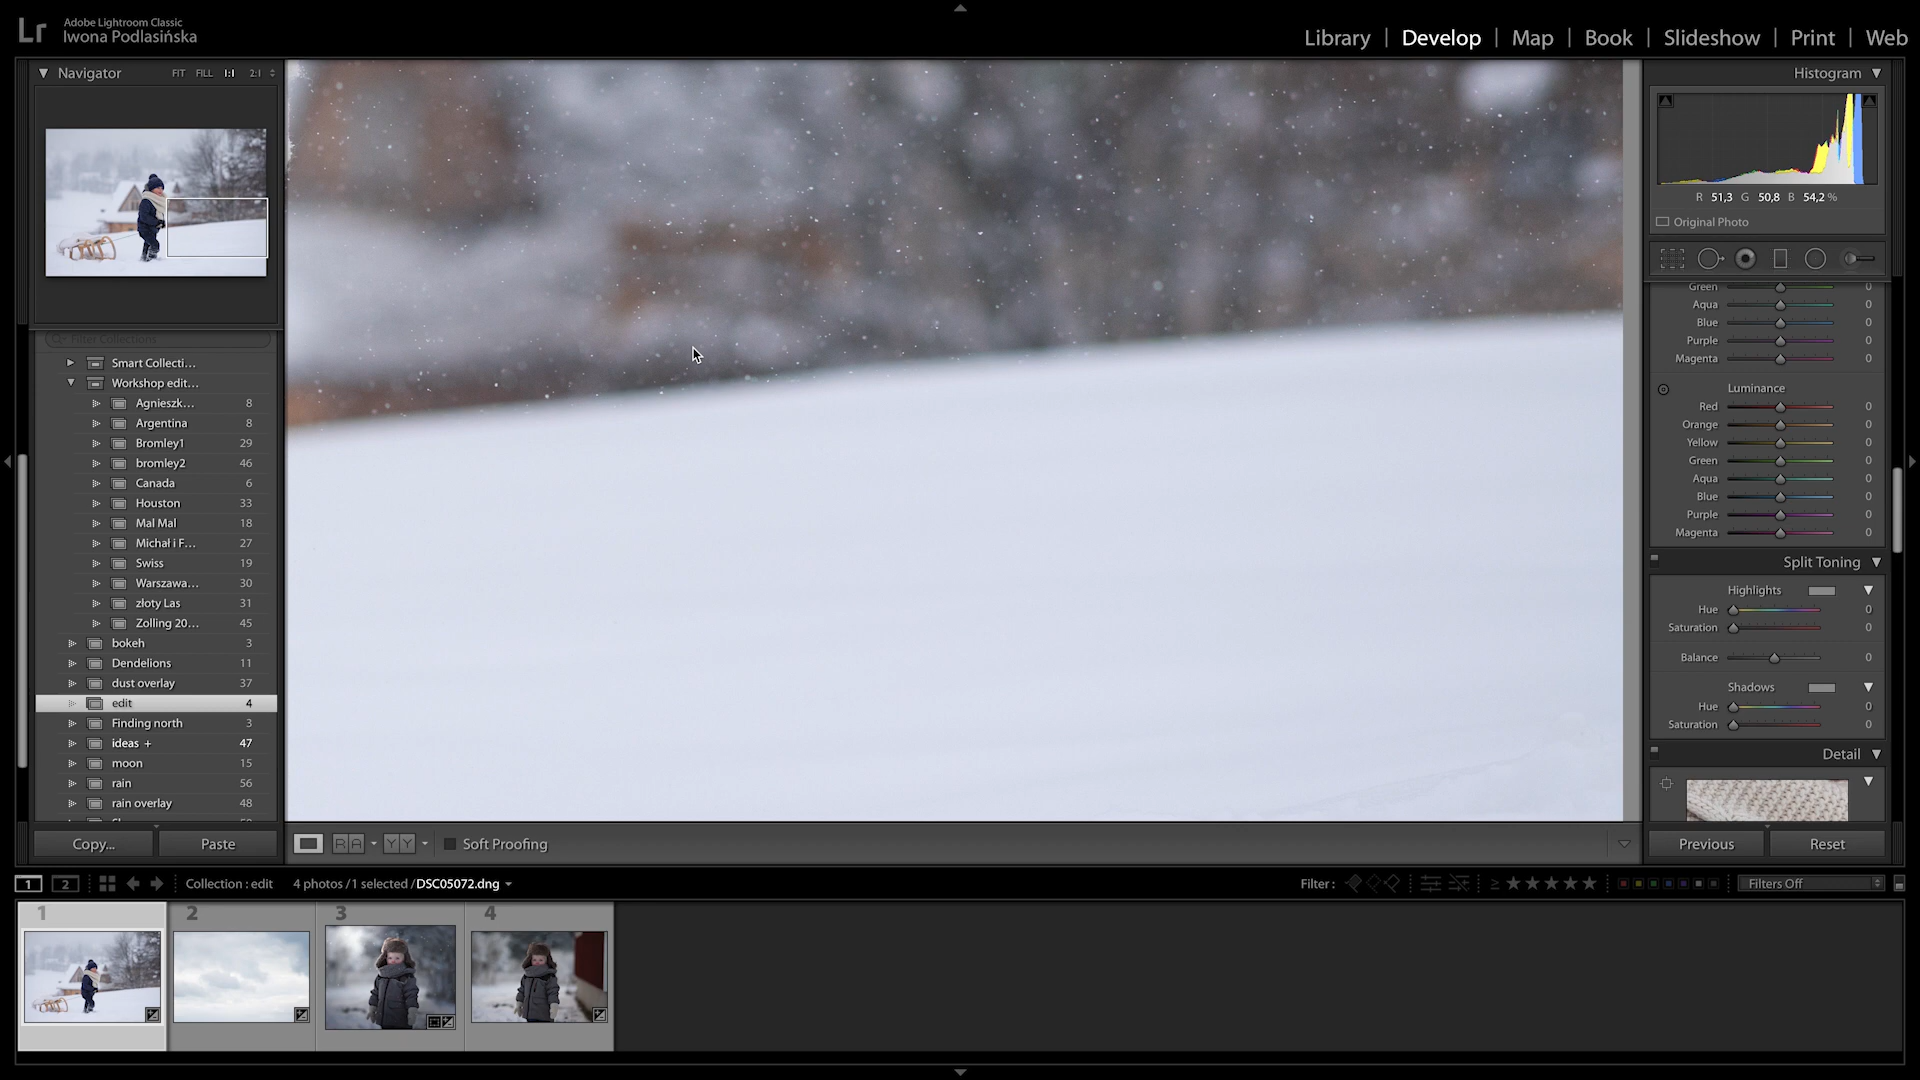 Lr
Adobe Lightroom Classic
Iwona Podlasińska
Library | Develop | Map | Book | Slideshow | Print | Web
Navigator FIT FILL 1:1 2:1
Filter Collections
Smart Collecti...
Workshop edit...
Agnieszk... 8
Argentina 8
Bromley1 29
bromley2 46
Canada 6
Houston 33
Mal Mal 18
Michał i F... 27
Swiss 19
Warszawa... 30
złoty Las 31
Zolling 20... 45
bokeh 3
Dendelions 11
dust overlay 37
edit 4
Finding north 3
ideas + 47
moon 15
rain 56
rain overlay 48
Copy... Paste
R A Y Y Soft Proofing
Histogram
R 51,3 G 50,8 B 54,2 %
Original Photo
Green 0
Aqua 0
Blue 0
Purple 0
Magenta 0
Luminance
Red 0
Orange 0
Yellow 0
Green 0
Aqua 0
Blue 0
Purple 0
Magenta 0
Split Toning
Highlights
Hue 0
Saturation 0
Balance 0
Shadows
Hue 0
Saturation 0
Detail
Previous Reset
1 2 Collection : edit 4 photos / 1 selected / DSC05072.dng Filter : ≥ ★★★★★ Filters Off
1 2 3 4